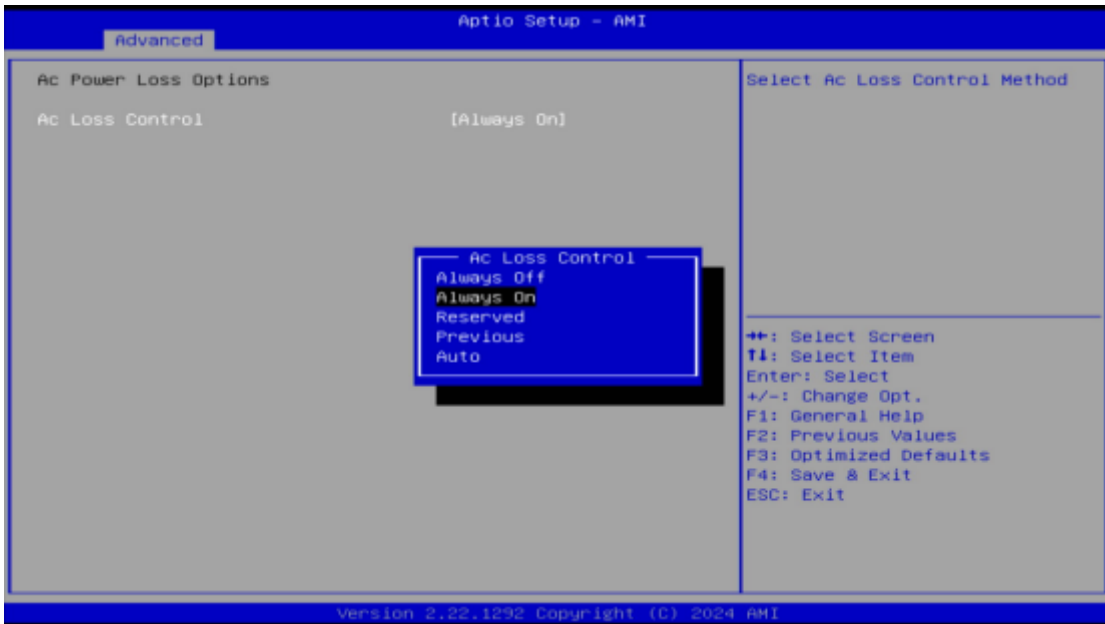 Aptio Setup - AMI
Advanced
Ac Power Loss Options
Ac Loss Control [Always On]
Ac Loss Control
Always Off
Always On
Reserved
Previous
Auto
Select Ac Loss Control Method
→←: Select Screen
↑↓: Select Item
Enter: Select
+/-: Change Opt.
F1: General Help
F2: Previous Values
F3: Optimized Defaults
F4: Save & Exit
ESC: Exit
Version 2.22.1292 Copyright (C) 2024 AMI